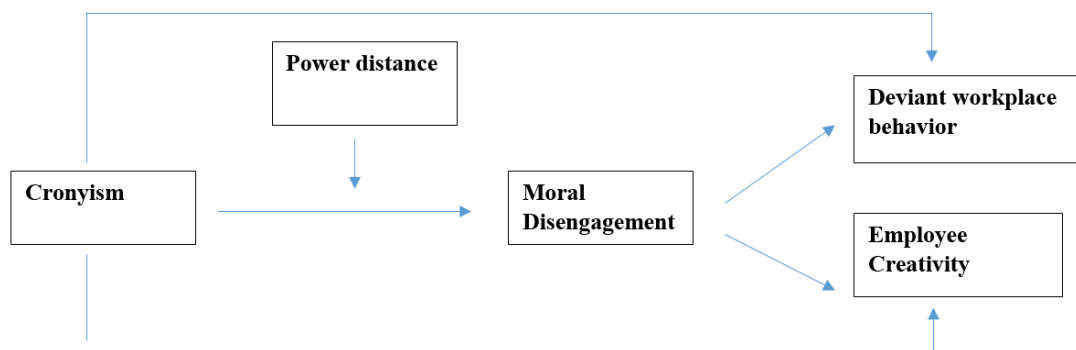 Power distance
Deviant workplace
behavior
Cronyism
Moral
Disengagement
Employee
Creativity